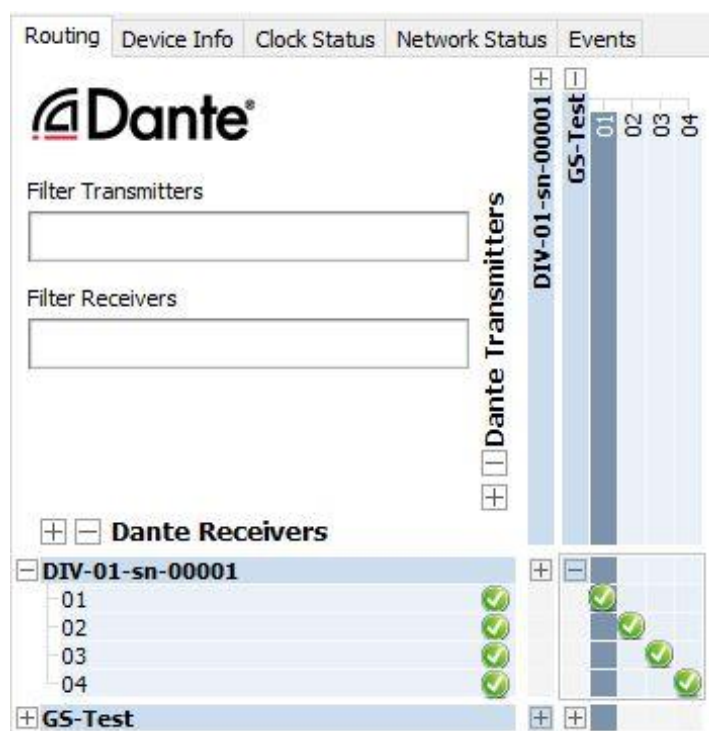 Routing Device Info Clock Status Network Status Events
Dante®
Filter Transmitters
Filter Receivers
Dante Transmitters
DIV-01-sn-00001
GS-Test
01
02
03
04
Dante Receivers
DIV-01-sn-00001
01
02
03
04
GS-Test